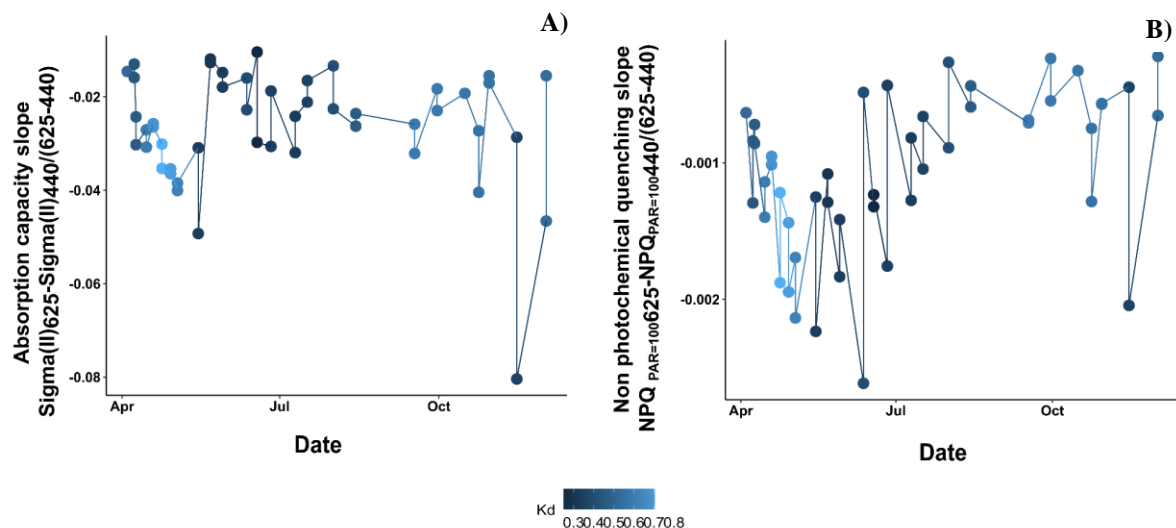 A)
Absorption capacity slope
Sigma(II)625-Sigma(II)440/(625-440)
-0.02
-0.04
-0.06
-0.08
Apr
Jul
Oct
Date
B)
Non photochemical quenching slope
NPQ PAR=100625-NPQPAR=100440/(625-440)
-0.001
-0.002
Apr
Jul
Oct
Date
Kd
0.30.40.50.60.70.8